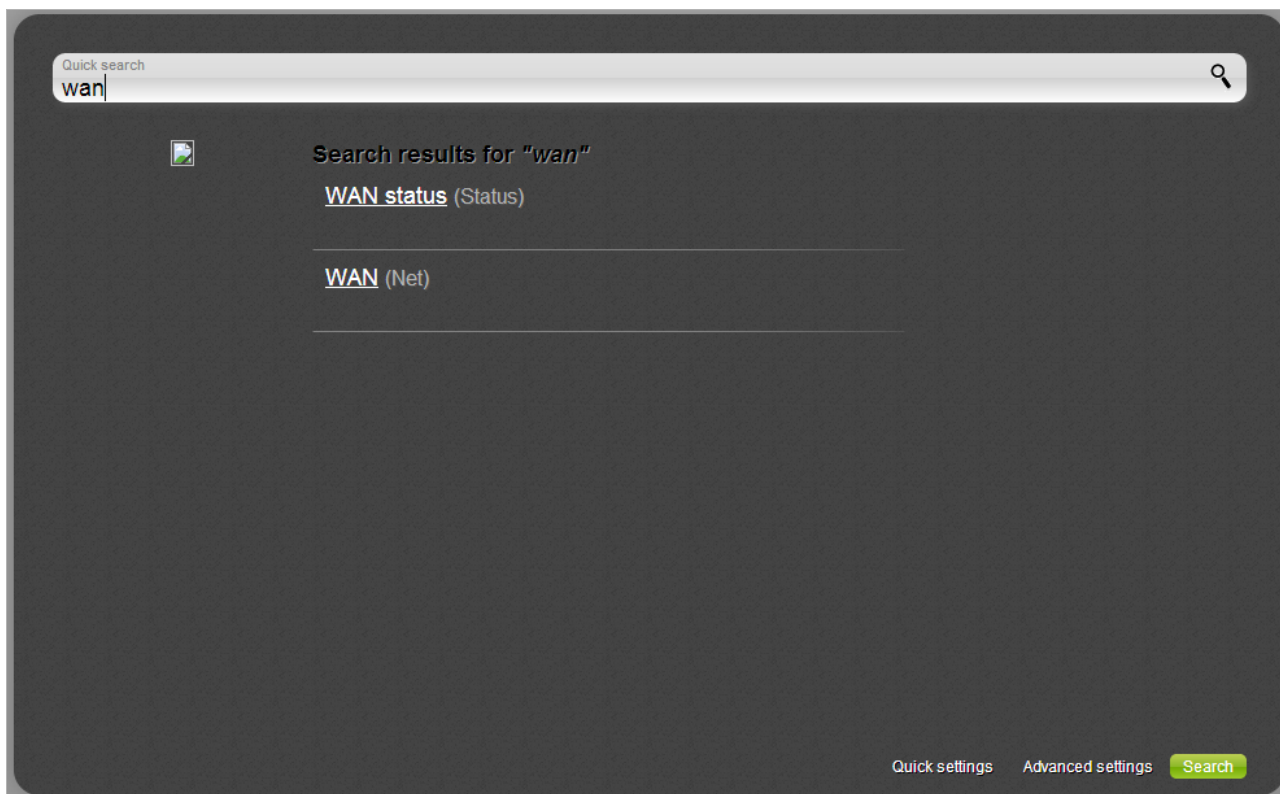 Quick search
wan
Search results for "wan"
WAN status (Status)
WAN (Net)
Quick settings Advanced settings Search